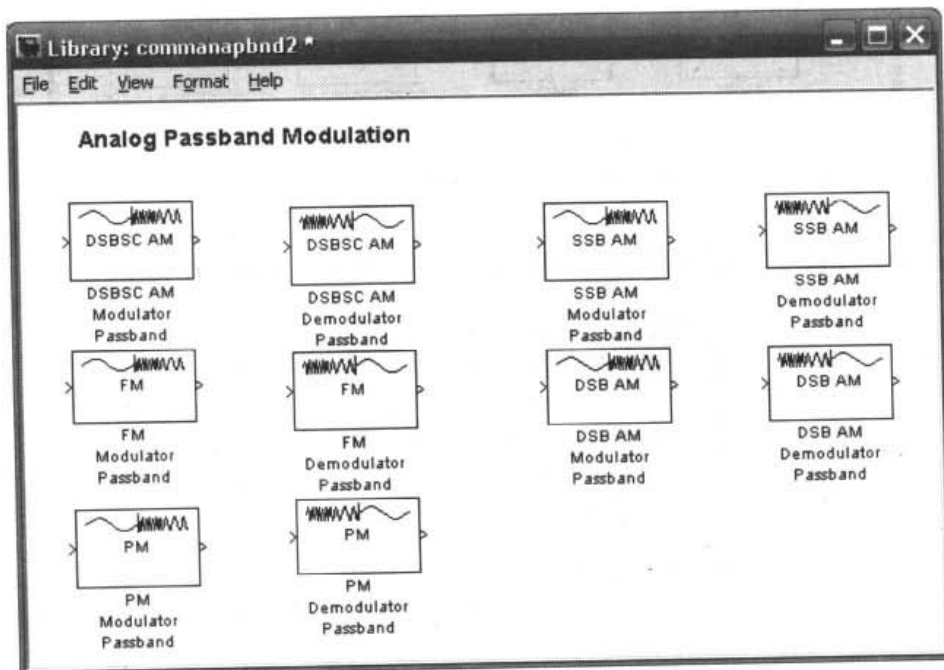 Library: commanapbnd2 *
File Edit View Format Help
Analog Passband Modulation
DSBSC AM
DSBSC AM
Modulator
Passband
DSBSC AM
DSBSC AM
Demodulator
Passband
SSB AM
SSB AM
Modulator
Passband
SSB AM
SSB AM
Demodulator
Passband
FM
FM
Modulator
Passband
FM
FM
Demodulator
Passband
DSB AM
DSB AM
Modulator
Passband
DSB AM
DSB AM
Demodulator
Passband
PM
PM
Modulator
Passband
PM
PM
Demodulator
Passband